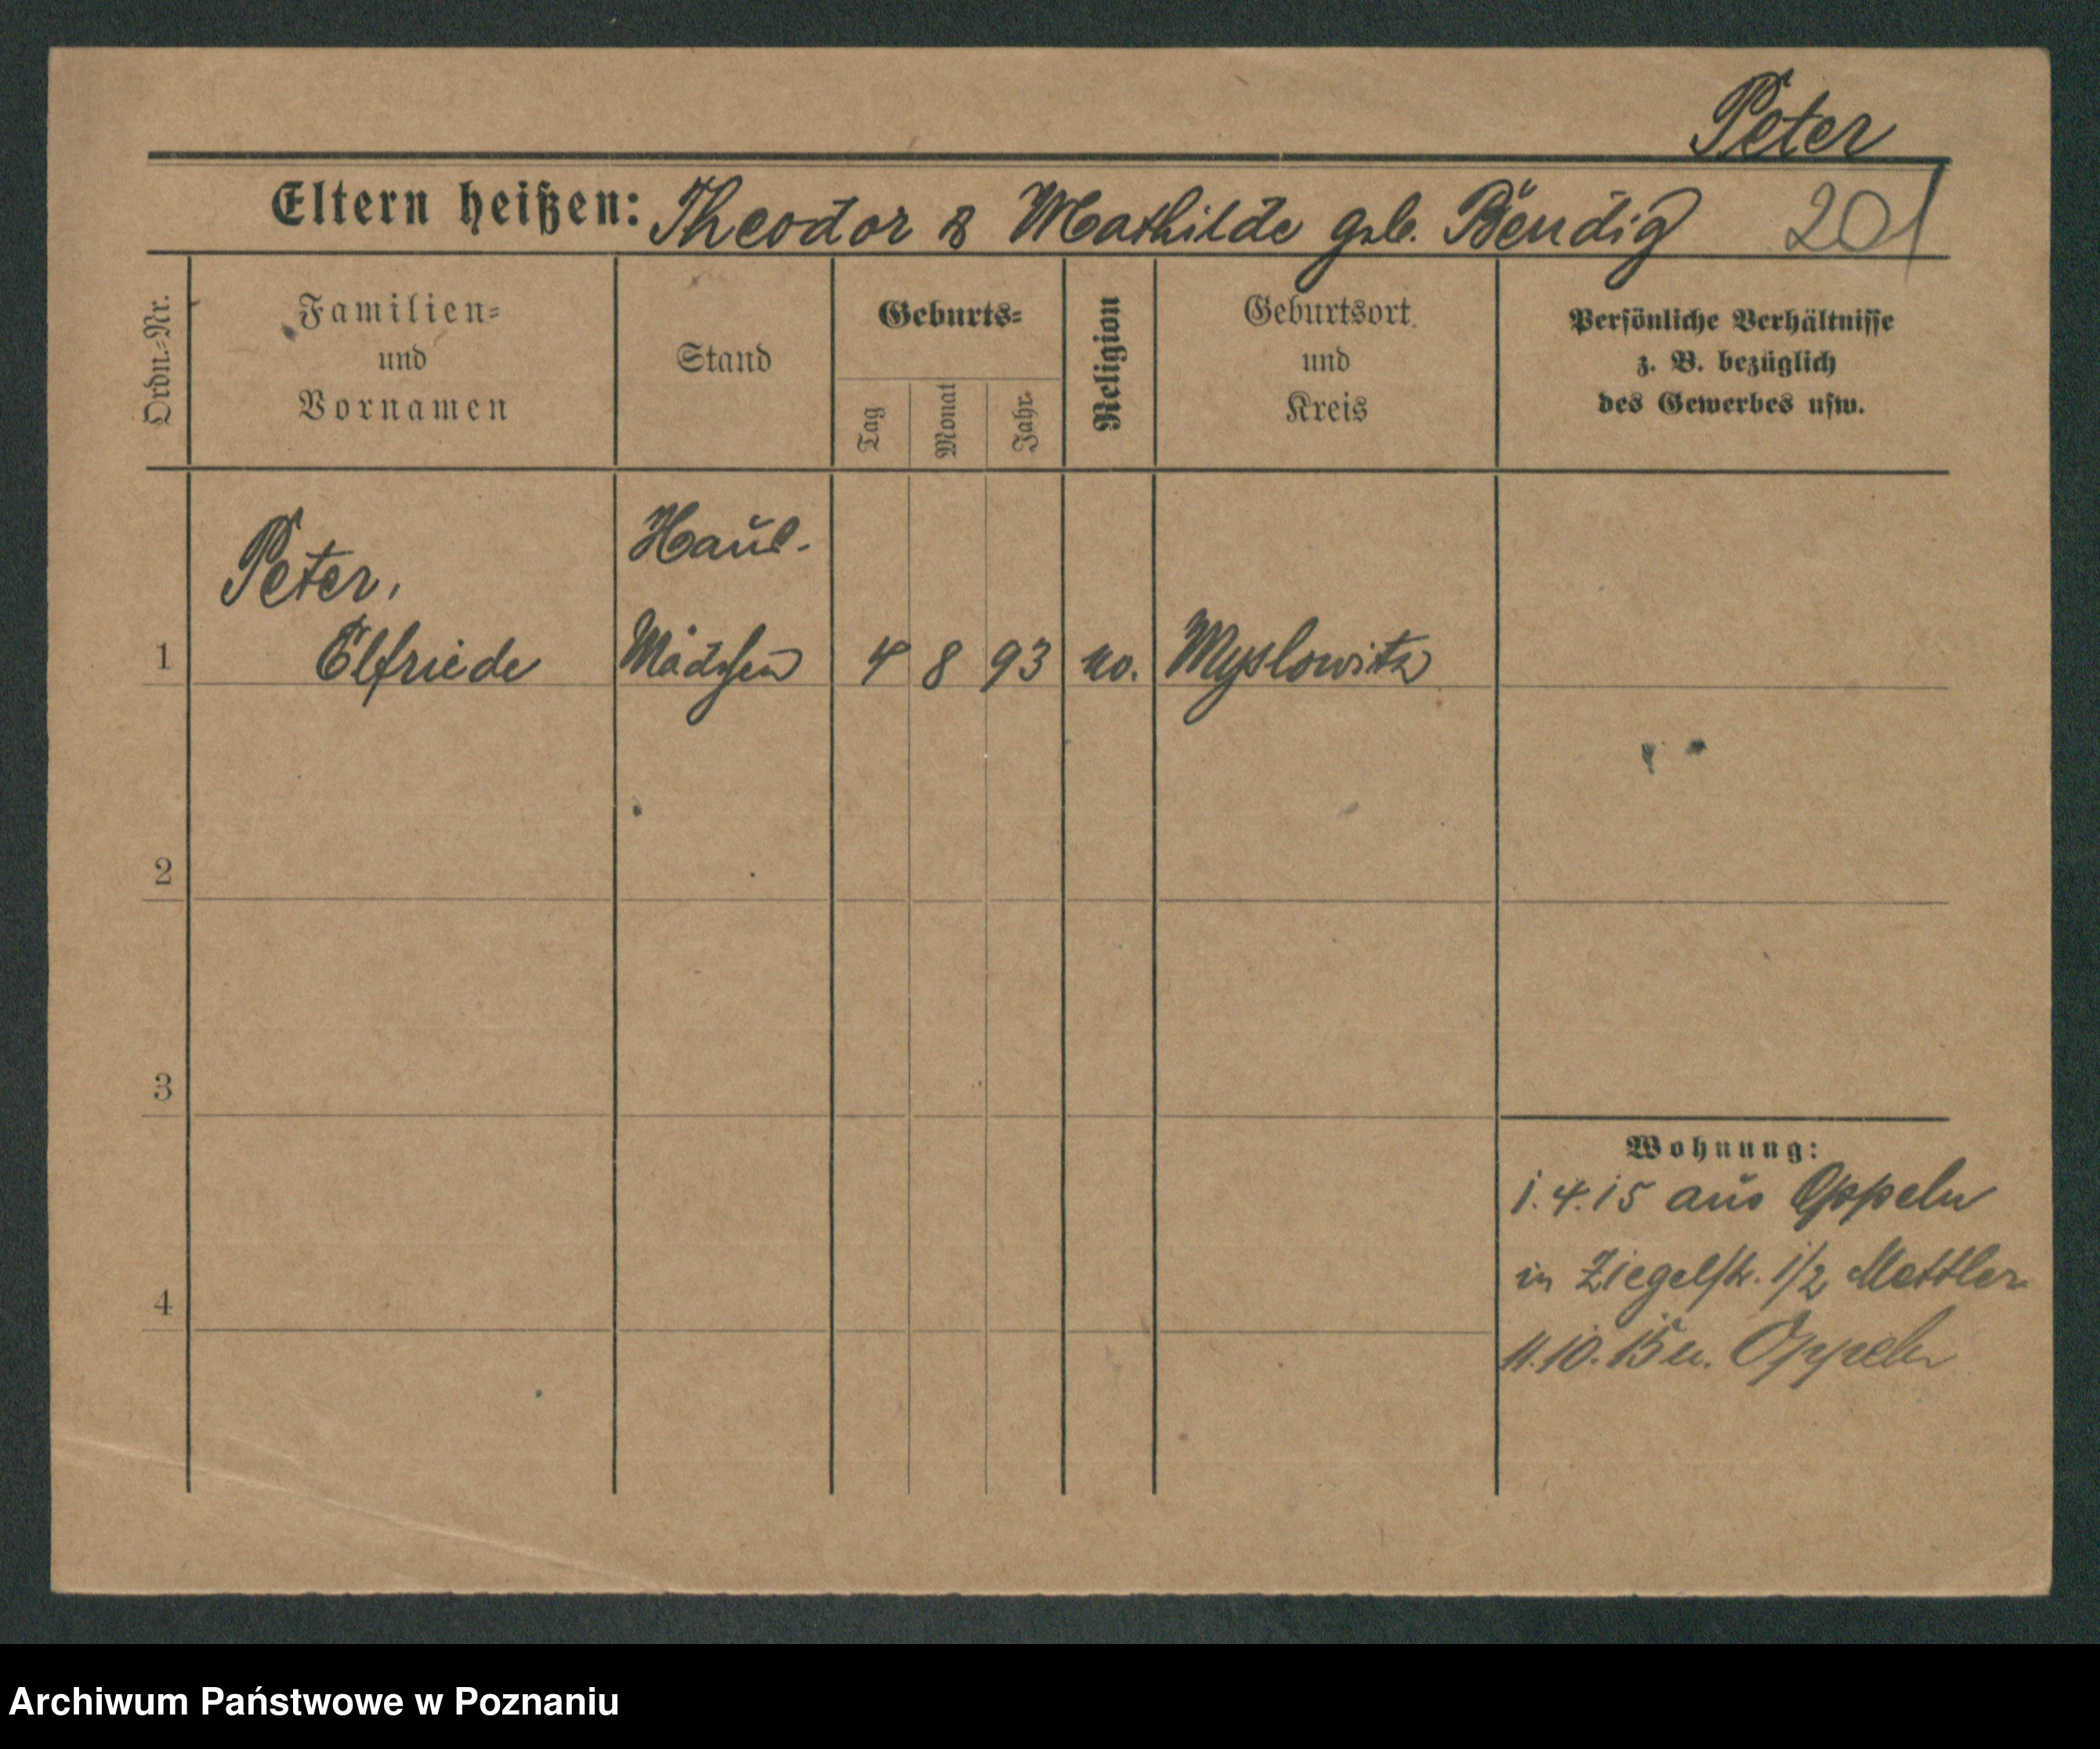 Peter
Eltern heißen: Theodor & Mathilde geb. Bendig 201
Ordn.=Nr.
Familien=
und
Vornamen
Stand
Geburts=
Tag
Monat
Jahr
Religion
Geburtsort
und
Kreis
Persönliche Verhältnisse
z. B. bezüglich
des Gewerbes usw.
Peter, Haus-
1 Elfriede Mädchen 4 8 93 Myslowitz
2
3
4
Wohnung:
1.4.15 aus Oppeln
in Ziegelstr. 1/2 Mettler
11.10.15 n. Oppeln
Archiwum Państwowe w Poznaniu